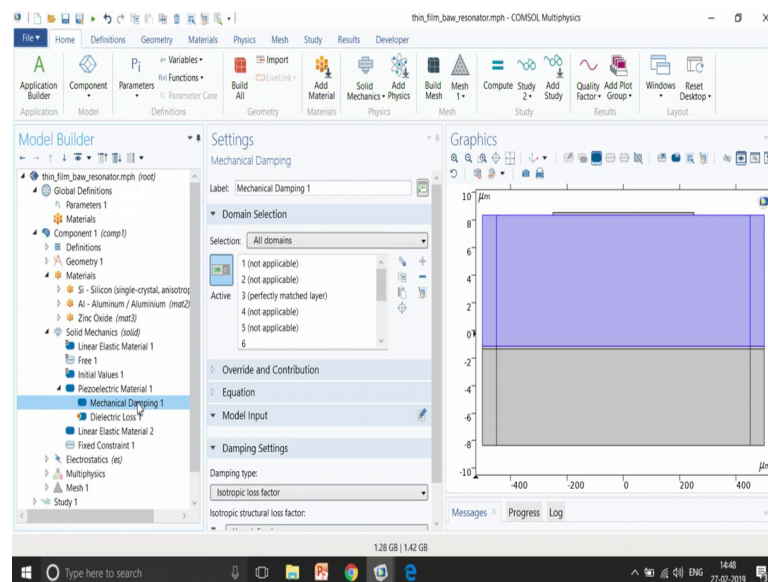 thin_film_baw_resonator.mph - COMSOL Multiphysics
File Home Definitions Geometry Materials Physics Mesh Study Results Developer
Application Builder
Component
Pi
Parameters
Variables
f(x) Functions
Parameter Case
Build All
Import
LiveLink
Add Material
Solid Mechanics
Add Physics
Build Mesh
Mesh 1
Compute
Study 2
Add Study
Quality Factor
Add Plot Group
Windows
Reset Desktop
Application Model Definitions Geometry Materials Physics Mesh Study Results Layout
Model Builder
thin_film_baw_resonator.mph (root)
Global Definitions
Pi Parameters 1
Materials
Component 1 (comp1)
Definitions
Geometry 1
Materials
Si - Silicon (single-crystal, anisotrop
Al - Aluminum / Aluminium (mat2)
Zinc Oxide (mat3)
Solid Mechanics (solid)
Linear Elastic Material 1
Free 1
Initial Values 1
Piezoelectric Material 1
Mechanical Damping 1
Dielectric Loss 1
Linear Elastic Material 2
Fixed Constraint 1
Electrostatics (es)
Multiphysics
Mesh 1
Study 1
Settings
Mechanical Damping
Label: Mechanical Damping 1
Domain Selection
Selection: All domains
Active
1 (not applicable)
2 (not applicable)
3 (perfectly matched layer)
4 (not applicable)
5 (not applicable)
6
Override and Contribution
Equation
Model Input
Damping Settings
Damping type:
Isotropic loss factor
Isotropic structural loss factor:
Graphics
10 μm
8
6
4
2
0
-2
-4
-6
-8
-10
-400 -200 0 200 400
μm
Messages Progress Log
1.28 GB | 1.42 GB
Type here to search
ENG
14:48
27-02-2019